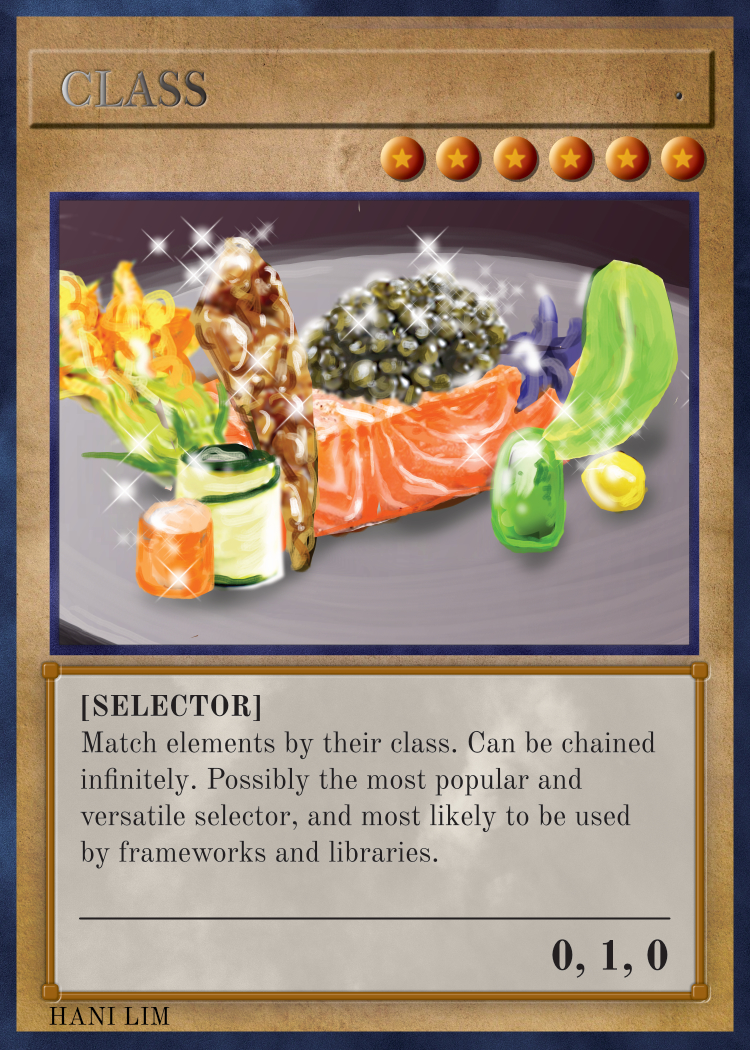 CLASS .
[SELECTOR]
Match elements by their class. Can be chained
infinitely. Possibly the most popular and
versatile selector, and most likely to be used
by frameworks and libraries.
0, 1, 0
HANI LIM